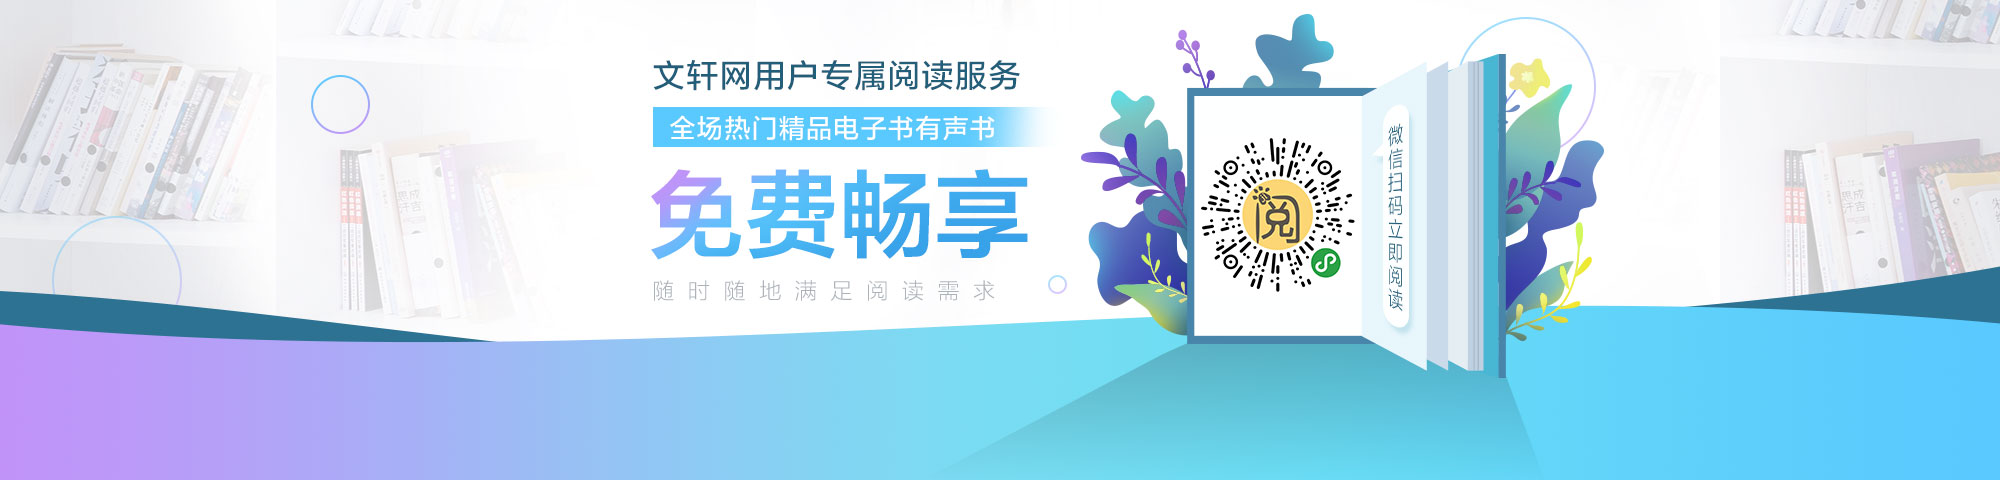 文轩网用户专属阅读服务
全场热门精品电子书有声书
免费畅享
随时随地满足阅读需求
阅
微信扫码立即阅读